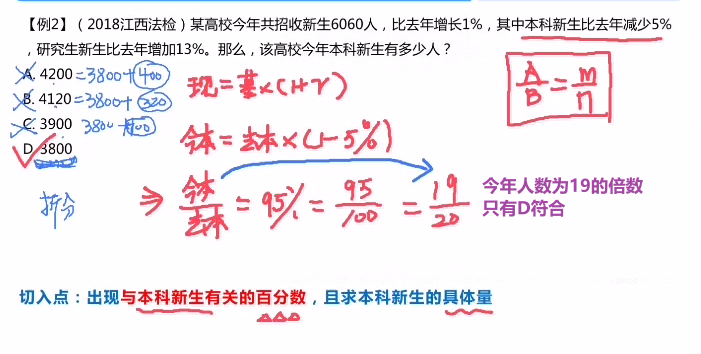 【例2】（2018江西法检）某高校今年共招收新生6060人，比去年增长1%，其中本科新生比去年减少5%
，研究生新生比去年增加13%。那么，该高校今年本科新生有多少人？
A. 4200=3800+400
B. 4120=3800+320
C. 3900 3800+100
D. 3800
现=基×(1+r)
A/B=m/n
今本=去本×(1-5%)
拆分
⇒ 今本/去本=95%=95/100=19/20
今年人数为19的倍数
只有D符合
切入点：出现与本科新生有关的百分数，且求本科新生的具体量